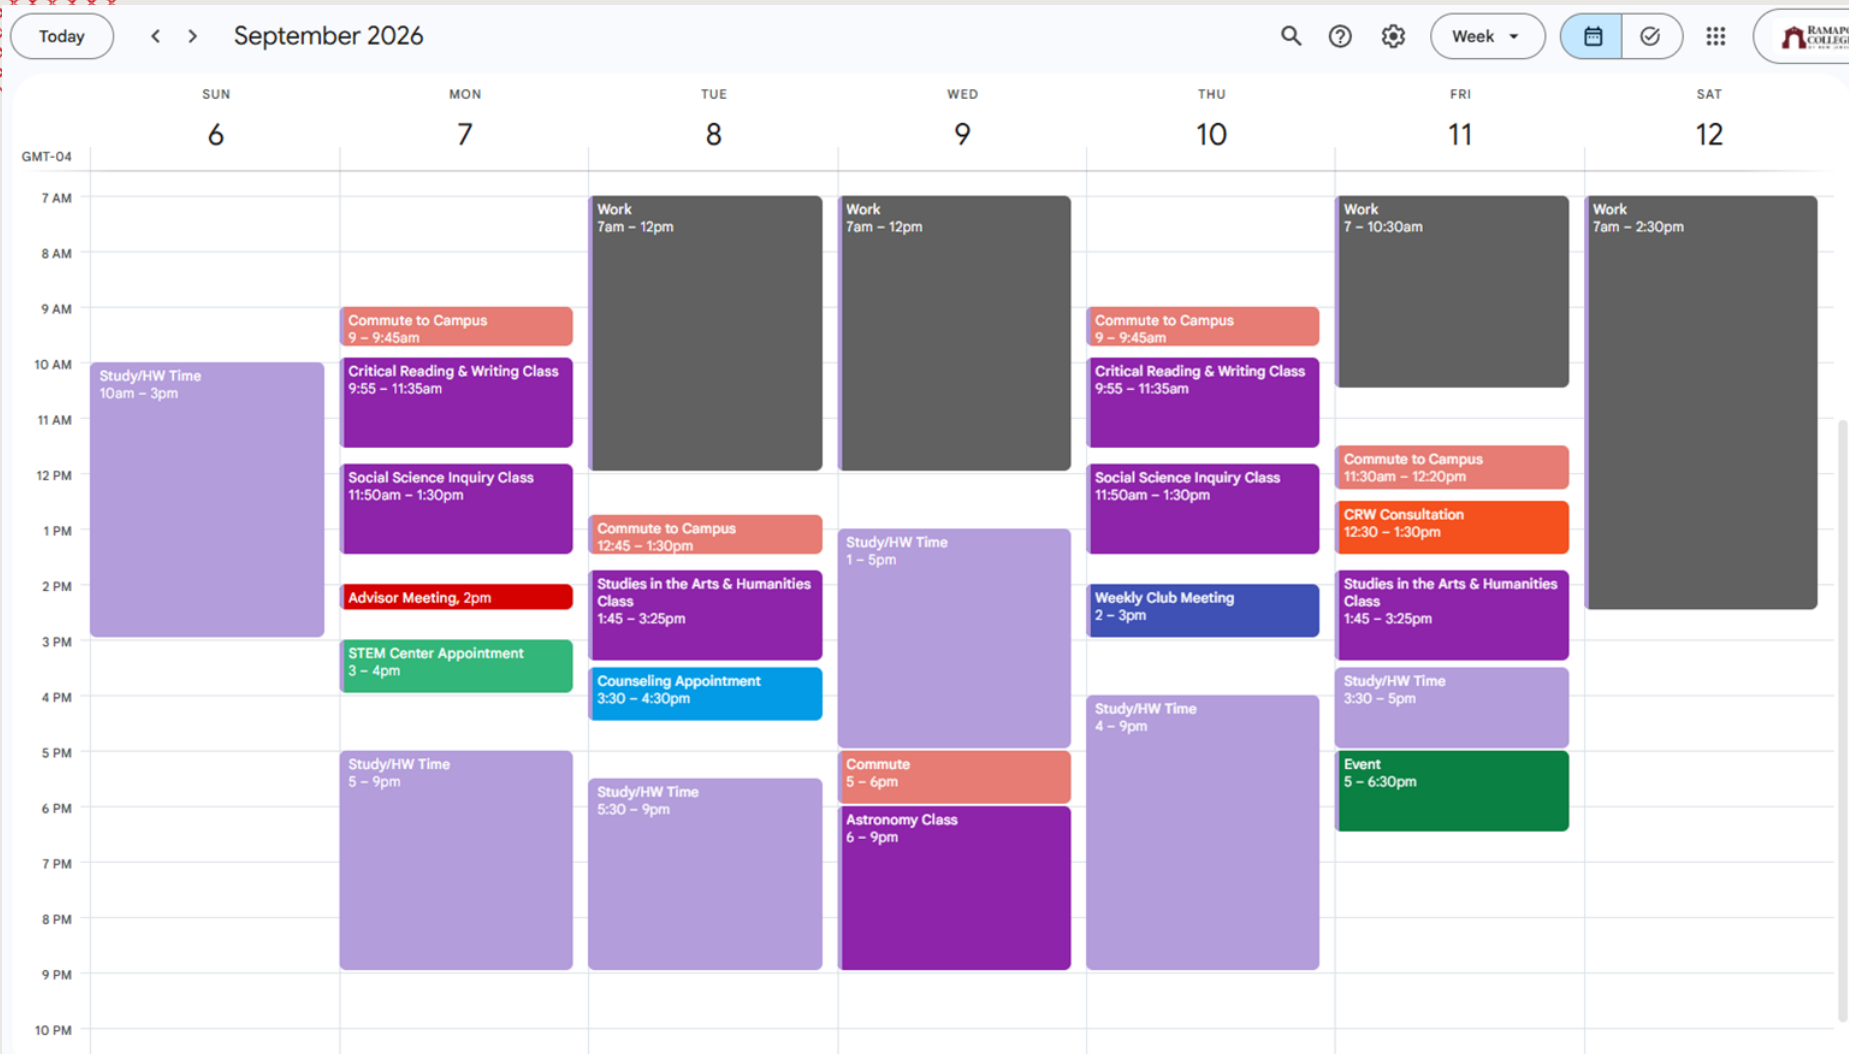 Today
September 2026
Week
RAMAPO
COLLEGE
SUN
MON
TUE
WED
THU
FRI
SAT
6
7
8
9
10
11
12
GMT-04
7 AM
8 AM
9 AM
10 AM
11 AM
12 PM
1 PM
2 PM
3 PM
4 PM
5 PM
6 PM
7 PM
8 PM
9 PM
10 PM
Study/HW Time
10am – 3pm
Commute to Campus
9 – 9:45am
Critical Reading & Writing Class
9:55 – 11:35am
Social Science Inquiry Class
11:50am – 1:30pm
Advisor Meeting, 2pm
STEM Center Appointment
3 – 4pm
Study/HW Time
5 – 9pm
Work
7am – 12pm
Commute to Campus
12:45 – 1:30pm
Studies in the Arts & Humanities
Class
1:45 – 3:25pm
Counseling Appointment
3:30 – 4:30pm
Study/HW Time
5:30 – 9pm
Work
7am – 12pm
Study/HW Time
1 – 5pm
Commute
5 – 6pm
Astronomy Class
6 – 9pm
Commute to Campus
9 – 9:45am
Critical Reading & Writing Class
9:55 – 11:35am
Social Science Inquiry Class
11:50am – 1:30pm
Weekly Club Meeting
2 – 3pm
Study/HW Time
4 – 9pm
Work
7 – 10:30am
Commute to Campus
11:30am – 12:20pm
CRW Consultation
12:30 – 1:30pm
Studies in the Arts & Humanities
Class
1:45 – 3:25pm
Study/HW Time
3:30 – 5pm
Event
5 – 6:30pm
Work
7am – 2:30pm